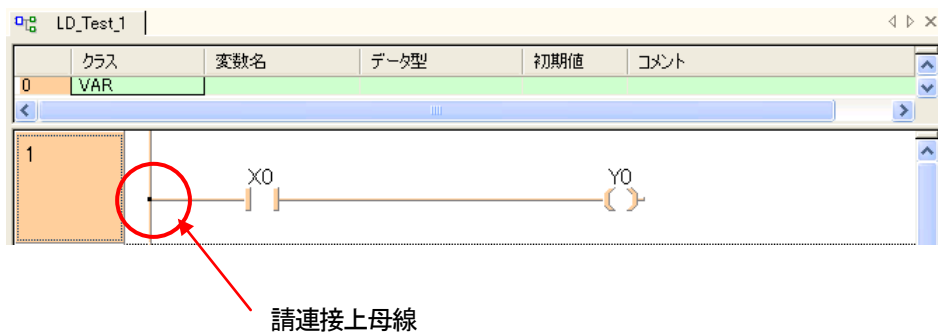 LD_Test_1
クラス 変数名 データ型 初期値 コメント
0 VAR
1
X0 Y0
請連接上母線